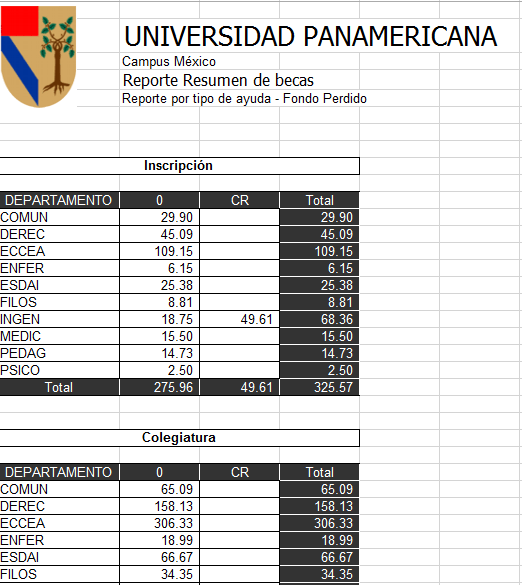 UNIVERSIDAD PANAMERICANA
Campus México
Reporte Resumen de becas
Reporte por tipo de ayuda - Fondo Perdido
Inscripción
DEPARTAMENTO 0 CR Total
COMUN 29.90 29.90
DEREC 45.09 45.09
ECCEA 109.15 109.15
ENFER 6.15 6.15
ESDAI 25.38 25.38
FILOS 8.81 8.81
INGEN 18.75 49.61 68.36
MEDIC 15.50 15.50
PEDAG 14.73 14.73
PSICO 2.50 2.50
Total 275.96 49.61 325.57
Colegiatura
DEPARTAMENTO 0 CR Total
COMUN 65.09 65.09
DEREC 158.13 158.13
ECCEA 306.33 306.33
ENFER 18.99 18.99
ESDAI 66.67 66.67
FILOS 34.35 34.35